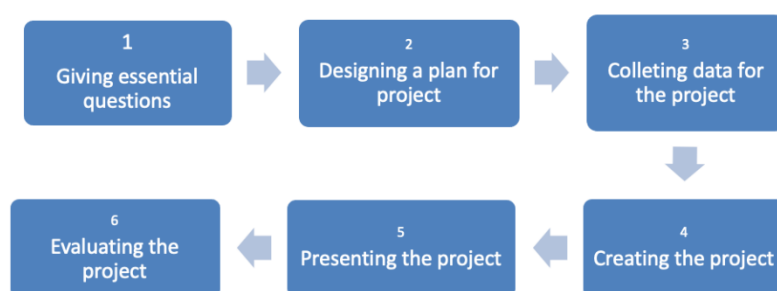 1
Giving essential
questions
2
Designing a plan for
project
3
Colleting data for
the project
4
Creating the project
5
Presenting the project
6
Evaluating the
project